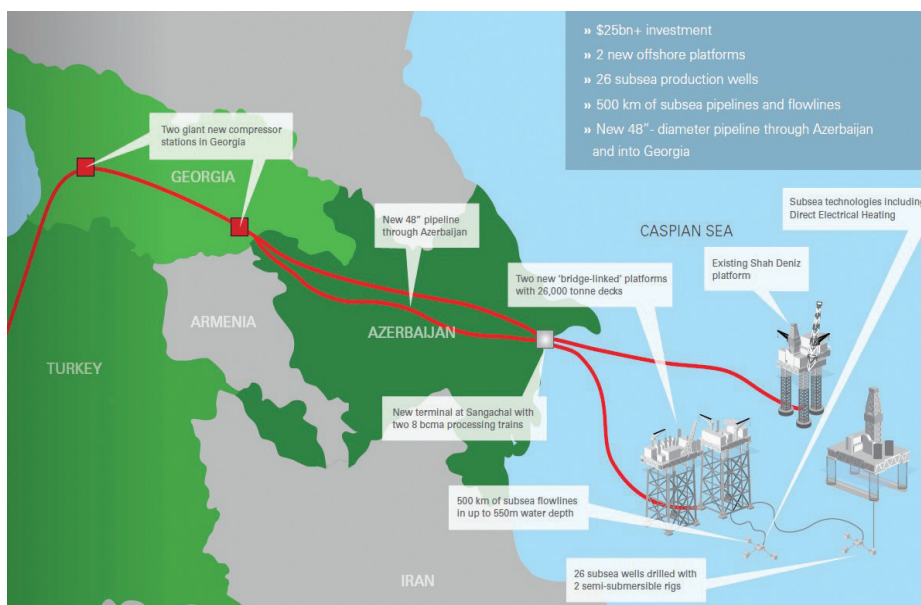 » $25bn+ investment
» 2 new offshore platforms
» 26 subsea production wells
» 500 km of subsea pipelines and flowlines
» New 48”- diameter pipeline through Azerbaijan
and into Georgia
Two giant new compressor
stations in Georgia
GEORGIA
Subsea technologies including
Direct Electrical Heating
New 48” pipeline
through Azerbaijan
CASPIAN SEA
Existing Shah Deniz
platform
Two new ‘bridge-linked’ platforms
with 26,000 tonne decks
ARMENIA
AZERBAIJAN
TURKEY
New terminal at Sangachal with
two 8 bcma processing trains
500 km of subsea flowlines
in up to 550m water depth
26 subsea wells drilled with
2 semi-submersible rigs
IRAN